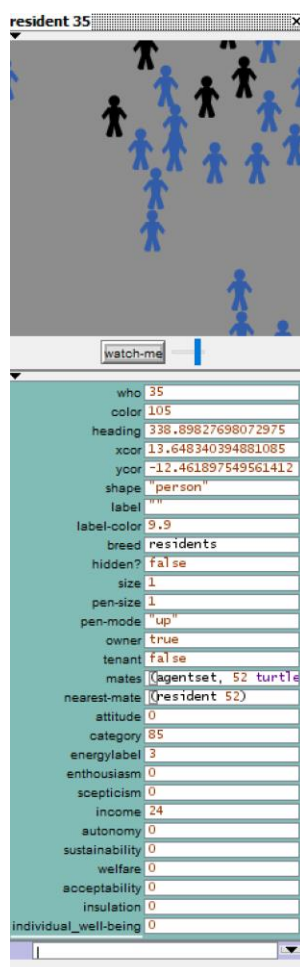 resident 35
watch-me
who 35
color 105
heading 338.89827698072975
xcor 13.648340394881085
ycor -12.461897549561412
shape "person"
label ""
label-color 9.9
breed residents
hidden? false
size 1
pen-size 1
pen-mode "up"
owner true
tenant false
mates (agentset, 52 turtle
nearest-mate (resident 52)
attitude 0
category 85
energylabel 3
enthousiasm 0
scepticism 0
income 24
autonomy 0
sustainability 0
welfare 0
acceptability 0
insulation 0
individual_well-being 0